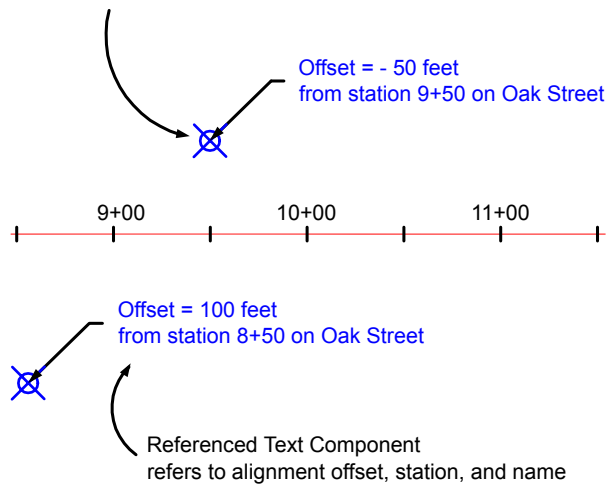 Offset = - 50 feet
from station 9+50 on Oak Street
9+00
10+00
11+00
Offset = 100 feet
from station 8+50 on Oak Street
Referenced Text Component
refers to alignment offset, station, and name